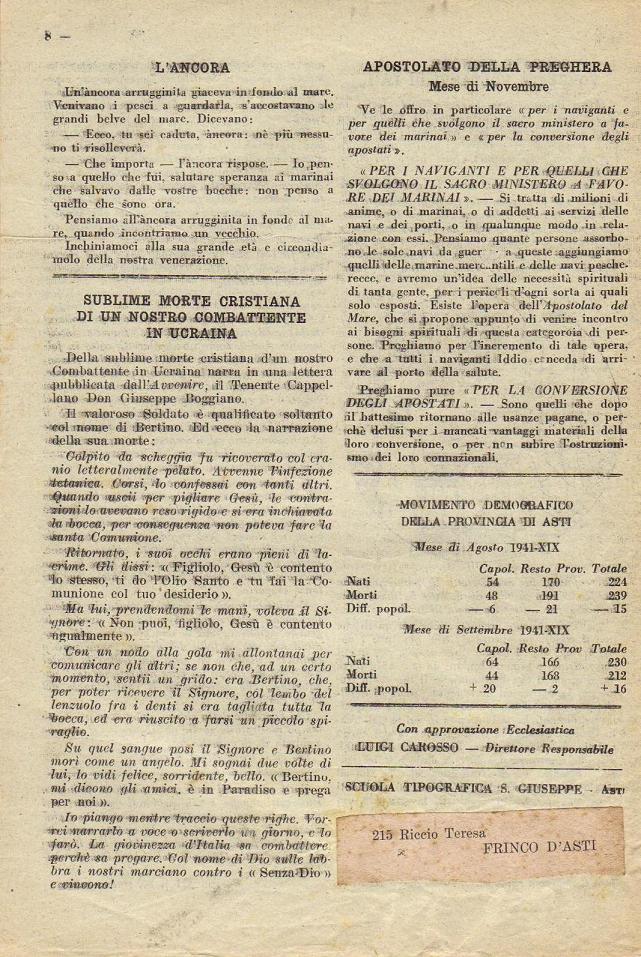 8 —
L'ANCORA
Un'àncora arrugginita giaceva in fondo al mare.
Venivano i pesci a guardarla, s'accostavano le
grandi belve del mare. Dicevano:
— Ecco, tu sei caduta, àncora: nè più nessu-
no ti risolleverà.
— Che importa — l'àncora rispose. — Io pen-
so a quello che fui, salutare speranza ai marinai
che salvavo dalle vostre bocche: non penso a
quello che sono ora.
Pensiamo all'àncora arrugginita in fondo al ma-
re, quando incontriamo un vecchio.
Inchiniamoci alla sua grande età e circondia-
molo della nostra venerazione.
SUBLIME MORTE CRISTIANA
DI UN NOSTRO COMBATTENTE
IN UCRAINA
Della sublime morte cristiana d'un nostro
Combattente in Ucraina narra in una lettera
pubblicata dall'Avvenire, il Tenente Cappel-
lano Don Giuseppe Boggiano.
Il valoroso Soldato è qualificato soltanto
col nome di Bertino. Ed ecco la narrazione
della sua morte:
Colpito da scheggia fu ricoverato col cra-
nio letteralmente pelato. Avvenne l'infezione
tetanica. Corsi, lo confessai con tanti altri.
Quando uscii per pigliare Gesù, le contra-
zioni lo avevano reso rigido e si era inchiavata
la bocca, per conseguenza non poteva fare la
santa Comunione.
Ritornato, i suoi occhi erano pieni di la-
crime. Gli dissi: « Figliolo, Gesù è contento
lo stesso, ti do l'Olio Santo e tu fai la Co-
munione col tuo desiderio ».
Ma lui, prendendomi le mani, voleva il Si-
gnore: « Non puoi, figliolo, Gesù è contento
ugualmente ».
Con un nodo alla gola mi allontanai per
comunicare gli altri; se non che, ad un certo
momento, sentii un grido: era Bertino, che,
per poter ricevere il Signore, col lembo del
lenzuolo fra i denti si era tagliata tutta la
bocca, ed era riuscito a farsi un piccolo spi-
raglio.
Su quel sangue posi il Signore e Bertino
morì come un angelo. Mi sognai due volte di
lui, lo vidi felice, sorridente, bello. « Bertino,
mi dicono gli amici, è in Paradiso e prega
per noi ».
Io piango mentre traccio queste righe. Vor-
rei narrarlo a voce o scriverlo un giorno, e lo
farò. La giovinezza d'Italia sa combattere
perchè sa pregare. Col nome di Dio sulle lab-
bra i nostri marciano contro i « Senza-Dio »
e vincono!
APOSTOLATO DELLA PREGHERA
Mese di Novembre
Ve le offro in particolare « per i naviganti e
per quelli che svolgono il sacro ministero a fa-
vore dei marinai » e « per la conversione degli
apostati ».
« PER I NAVIGANTI E PER QUELLI CHE
SVOLGONO IL SACRO MINISTERO A FAVO-
RE DEI MARINAI ». — Si tratta di milioni di
anime, o di marinai, o di addetti ai servizi delle
navi e dei porti, o in qualunque modo in rela-
zione con essi. Pensiamo quante persone assorbo-
no le sole navi da guer a queste aggiungiamo
quelli delle marine mercantili e delle navi pesche-
recce, e avremo un'idea delle necessità spirituali
di tanta gente, per i pericoli d'ogni sorta ai quali
solo esposti. Esiste l'opera dell'Apostolato del
Mare, che si propone appunto di venire incontro
ai bisogni spirituali di questa categoroia di per-
sone. Preghiamo per l'incremento di tale opera,
e che a tutti i naviganti Iddio conceda di arri-
vare al porto della salute.
Preghiamo pure « PER LA CONVERSIONE
DEGLI APOSTATI ». — Sono quelli che dopo
il battesimo ritornano alle usanze pagane, o per-
chè delusi per i mancati vantaggi materiali della
loro conversione, o per non subire l'ostruzioni-
smo dei loro connazionali.
MOVIMENTO DEMOGRAFICO
DELLA PROVINCIA DI ASTI
Mese di Agosto 1941-XIX
Capol. Resto Prov. Totale
Nati 54 170 224
Morti 48 191 239
Diff. popol. — 6 — 21 — 15
Mese di Settembre 1941-XIX
Capol. Resto Prov Totale
Nati 64 166 230
Morti 44 168 212
Diff. popol. + 20 — 2 + 16
Con approvazione Ecclesiastica
LUIGI CAROSSO — Direttore Responsabile
SCUOLA TIPOGRAFICA S. GIUSEPPE - ASTI
215 Riccio Teresa
FRINCO D'ASTI